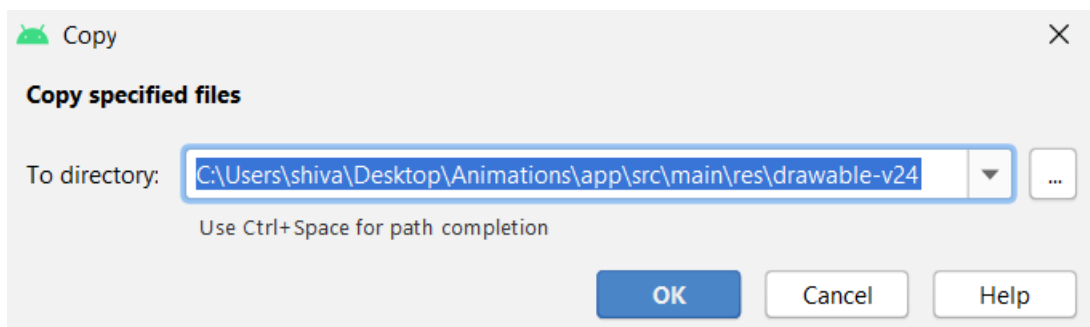 Copy
Copy specified files
To directory: C:\Users\shiva\Desktop\Animations\app\src\main\res\drawable-v24 ...
Use Ctrl+Space for path completion
OK Cancel Help